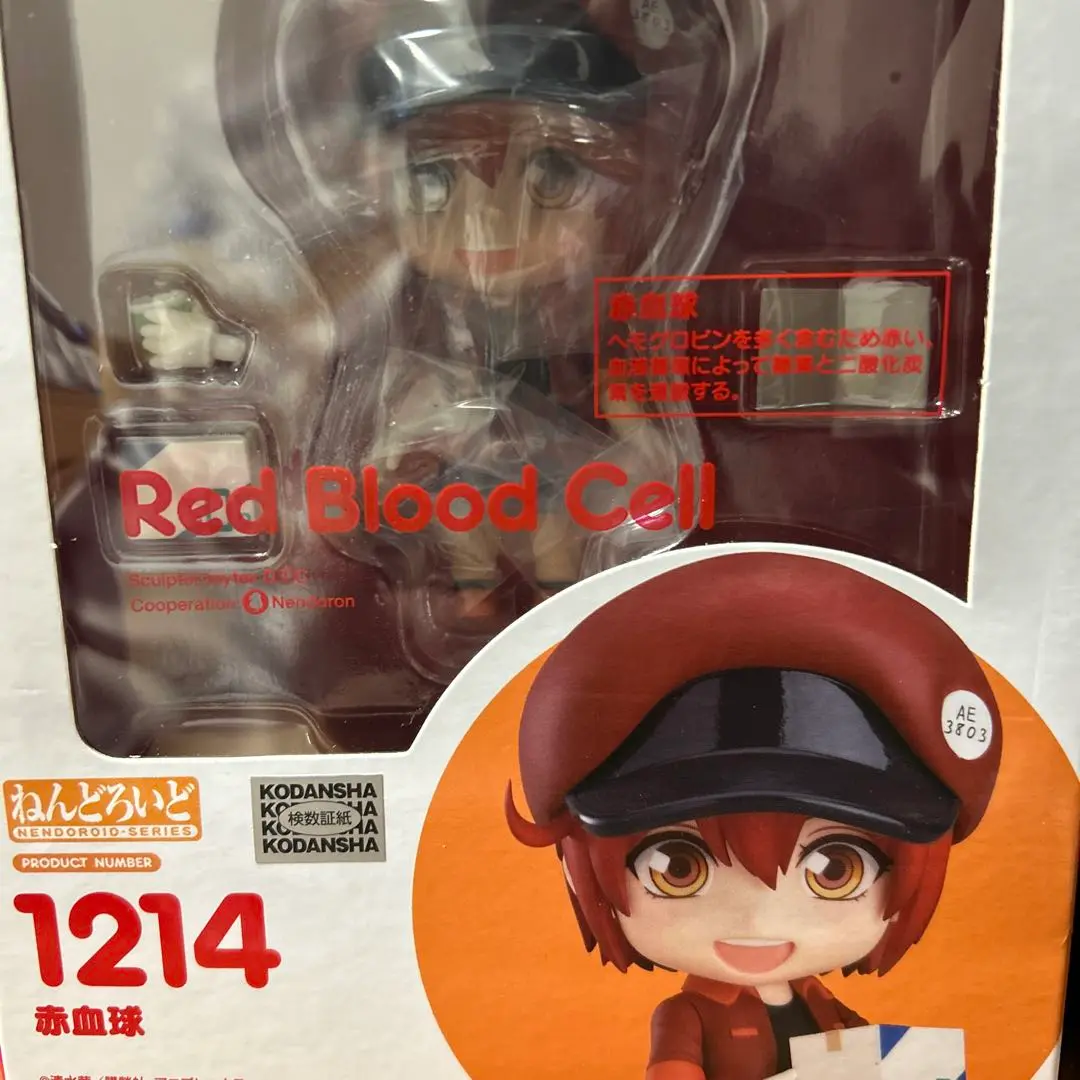 AE
3803
赤血球
ヘモグロビンを多く含むため赤い。
血液循環によって酸素と二酸化炭
素を運搬する。
Red Blood Cell
Cooperation: Nendoron
AE
3803
ねんどろいど
NENDOROID-SERIES
KODANSHA
検数証紙
KODANSHA
PRODUCT NUMBER
1214
赤血球